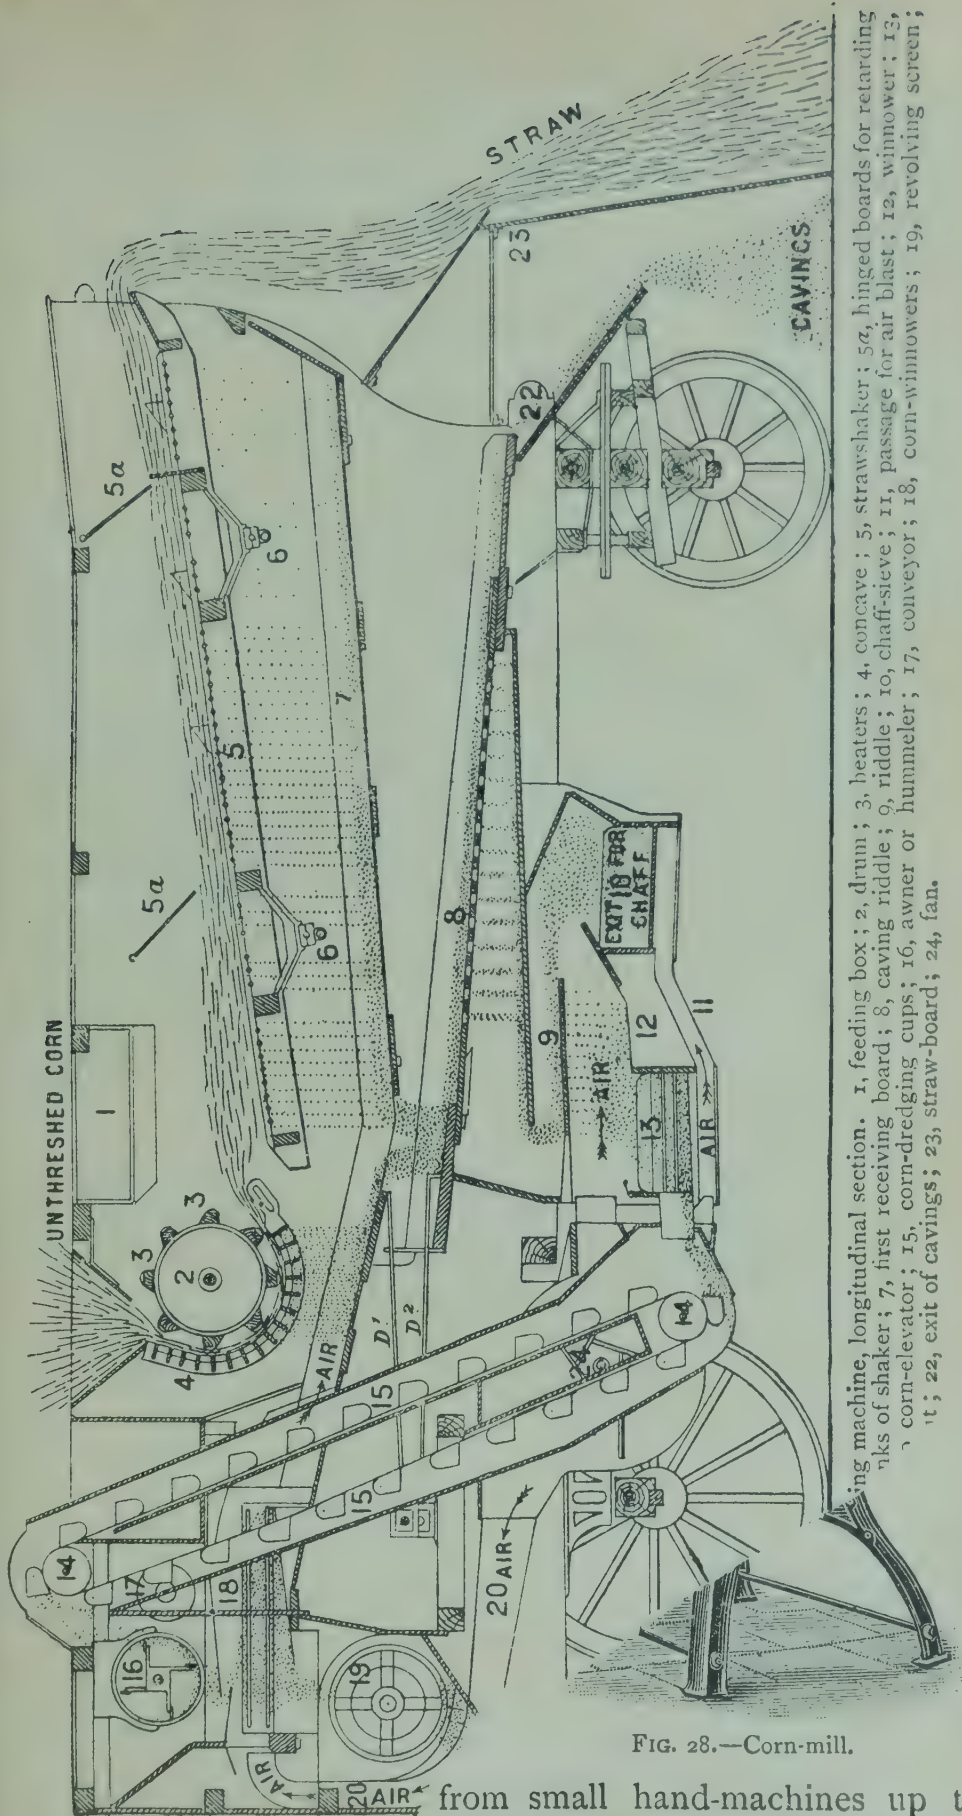 UNTHRESHED CORN
1
2
3
3
4
5
5a
5a
6
6
7
8
9
EXIT 10 FOR
CHAFF
11
12
13
14
14
15
15
16
17
18
19
20 AIR
20 AIR
AIR
AIR
AIR
AIR
22
23
24
D'
D²
STRAW
CAVINGS
ing machine, longitudinal section. 1, feeding box; 2, drum; 3, beaters; 4, concave; 5, strawshaker; 5a, hinged boards for retarding
nks of shaker; 7, first receiving board; 8, caving riddle; 9, riddle; 10, chaff-sieve; 11, passage for air blast; 12, winnower; 13,
corn-elevator; 15, corn-dredging cups; 16, awner or hummeler; 17, conveyor; 18, corn-winnowers; 19, revolving screen;
't; 22, exit of cavings; 23, straw-board; 24, fan.
FIG. 28.—Corn-mill.
from small hand-machines up t